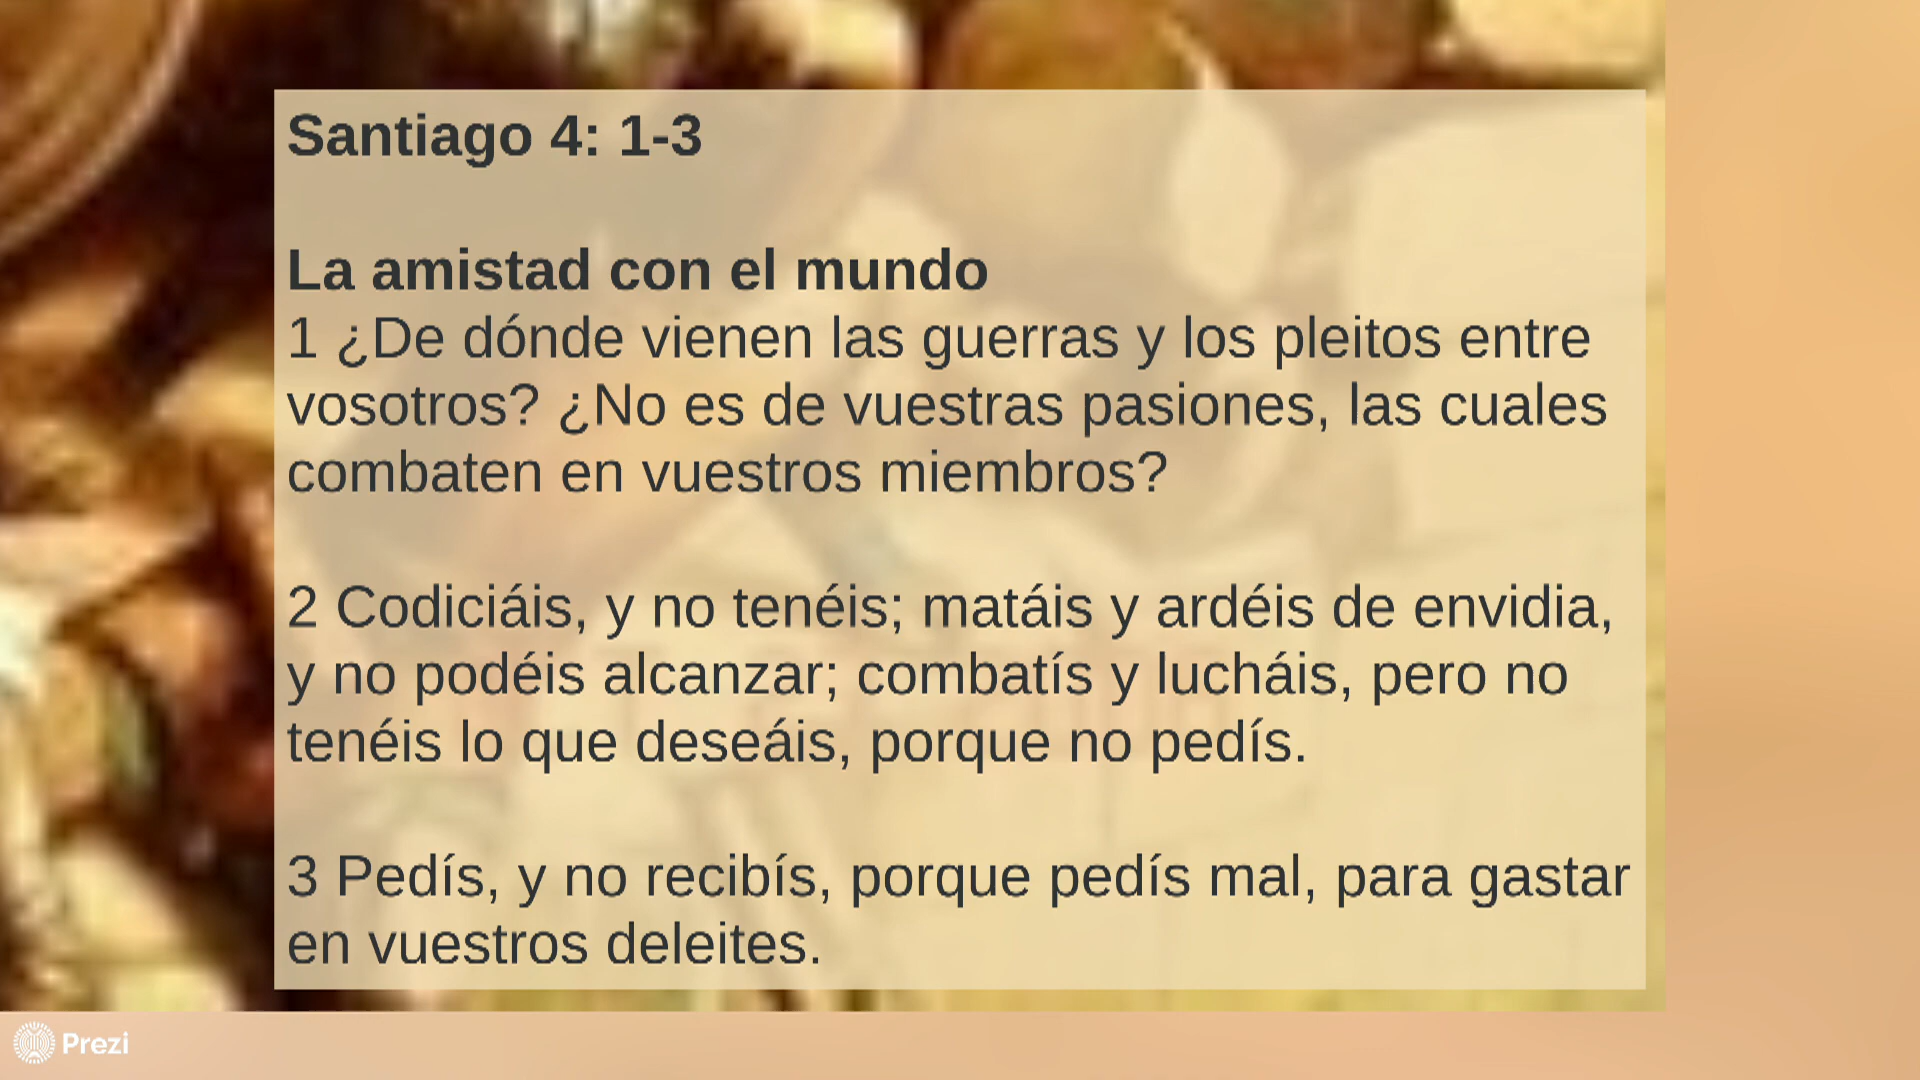 Santiago 4: 1-3
La amistad con el mundo
1 ¿De dónde vienen las guerras y los pleitos entre
vosotros? ¿No es de vuestras pasiones, las cuales
combaten en vuestros miembros?
2 Codiciáis, y no tenéis; matáis y ardéis de envidia,
y no podéis alcanzar; combatís y lucháis, pero no
tenéis lo que deseáis, porque no pedís.
3 Pedís, y no recibís, porque pedís mal, para gastar
en vuestros deleites.
Prezi